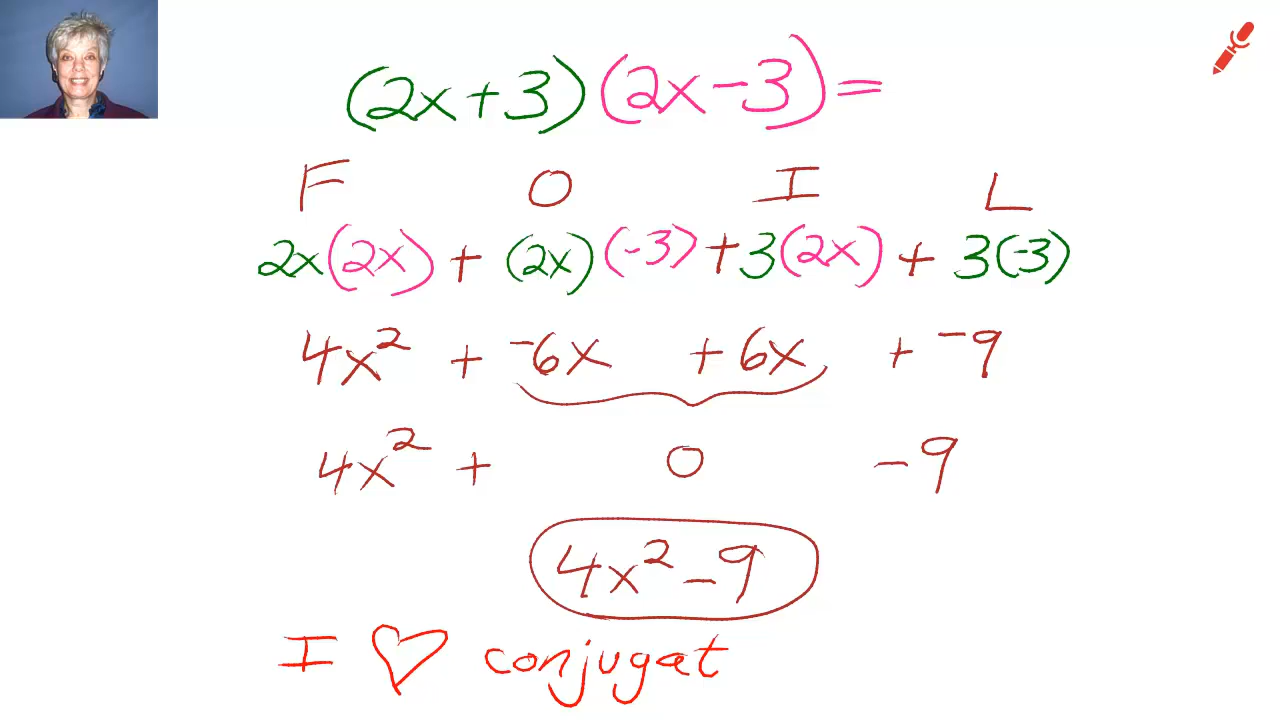 (2x+3)(2x-3)=
F O I L
2x(2x) + (2x)(-3) + 3(2x) + 3(-3)
4x² + ⁻6x + 6x + ⁻9
4x² + 0 - 9
4x² - 9
I ♡ conjugat